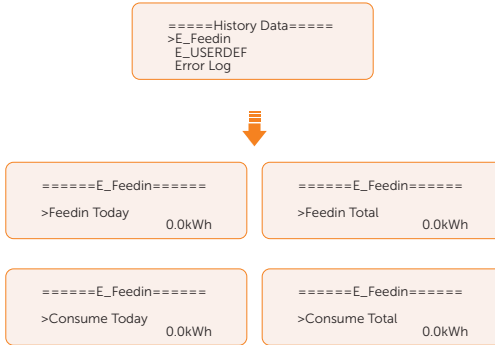 =====History Data=====
>E_Feedin
E_USERDEF
Error Log
======E_Feedin======
>Feedin Today
0.0kWh
======E_Feedin======
>Feedin Total
0.0kWh
======E_Feedin======
>Consume Today
0.0kWh
======E_Feedin======
>Consume Total
0.0kWh